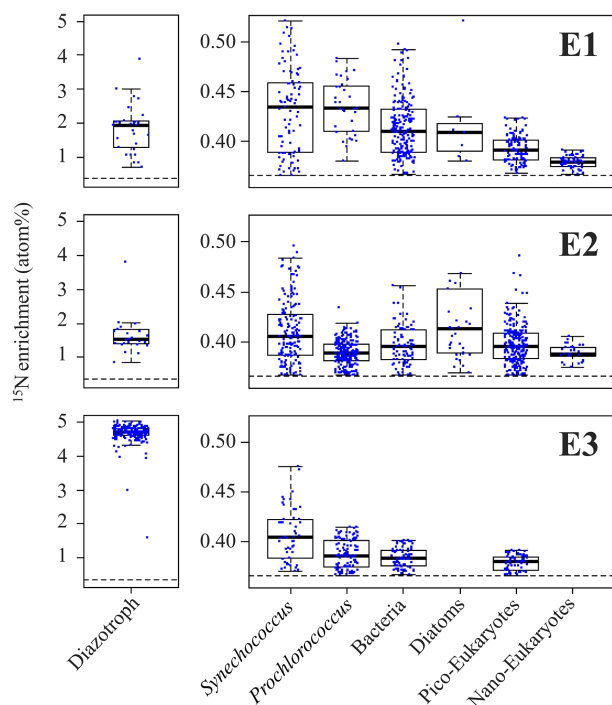 5
4
3
2
1
0.50
0.45
0.40
E1
5
4
3
2
1
0.50
0.45
0.40
E2
5
4
3
2
1
0.50
0.45
0.40
E3
¹⁵N enrichment (atom%)
Diazotroph
Synechococcus
Prochlorococcus
Bacteria
Diatoms
Pico-Eukaryotes
Nano-Eukaryotes